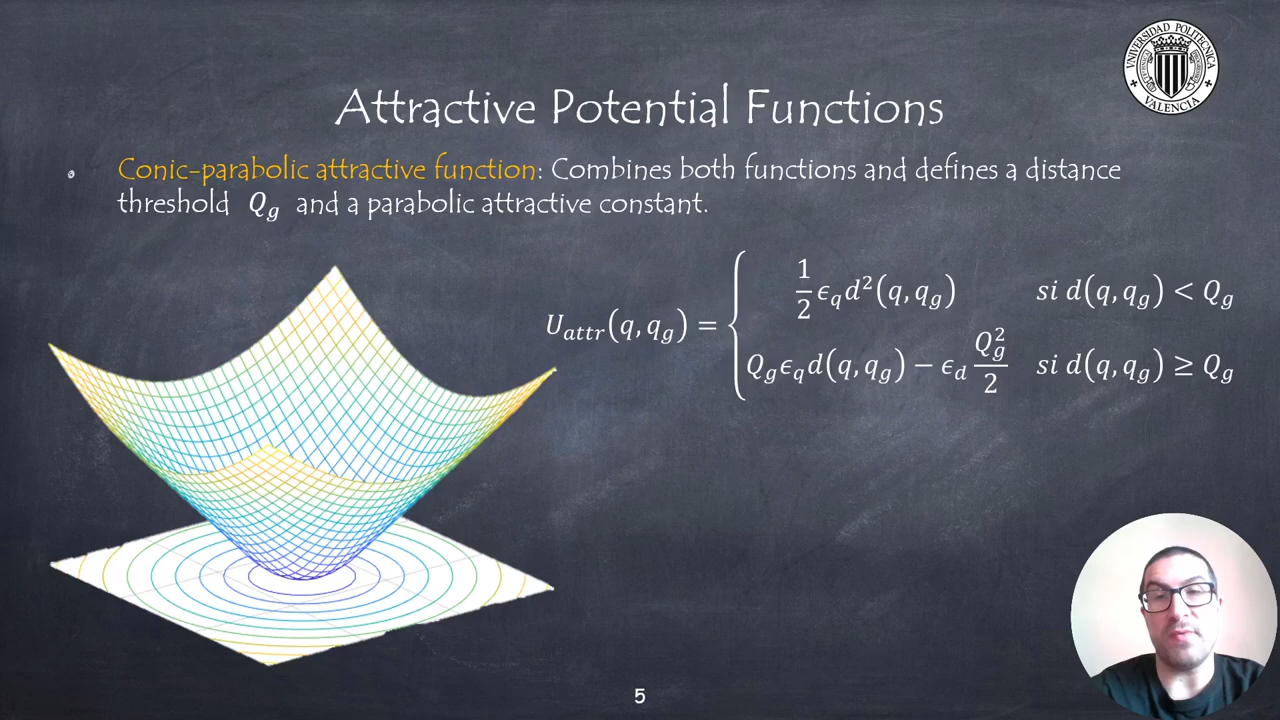 UNIVERSIDAD POLITECNICA
VALENCIA
Attractive Potential Functions
Conic-parabolic attractive function: Combines both functions and defines a distance
threshold Q_g and a parabolic attractive constant.
U_attr(q, q_g) = { 1/2 ϵ_q d²(q, q_g) si d(q, q_g) < Q_g
Q_g ϵ_q d(q, q_g) − ϵ_d Q_g²/2 si d(q, q_g) ≥ Q_g
5